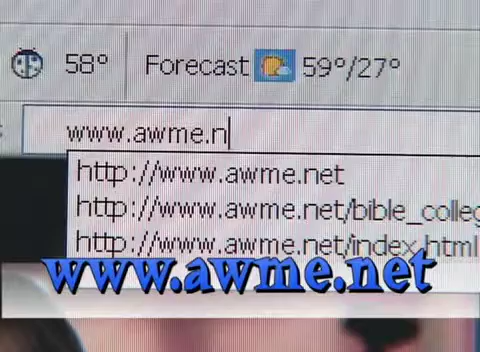 58° Forecast 59°/27°
www.awme.n
http://www.awme.net
http://www.awme.net/bible_colleg
http://www.awme.net/index.html
www.awme.net